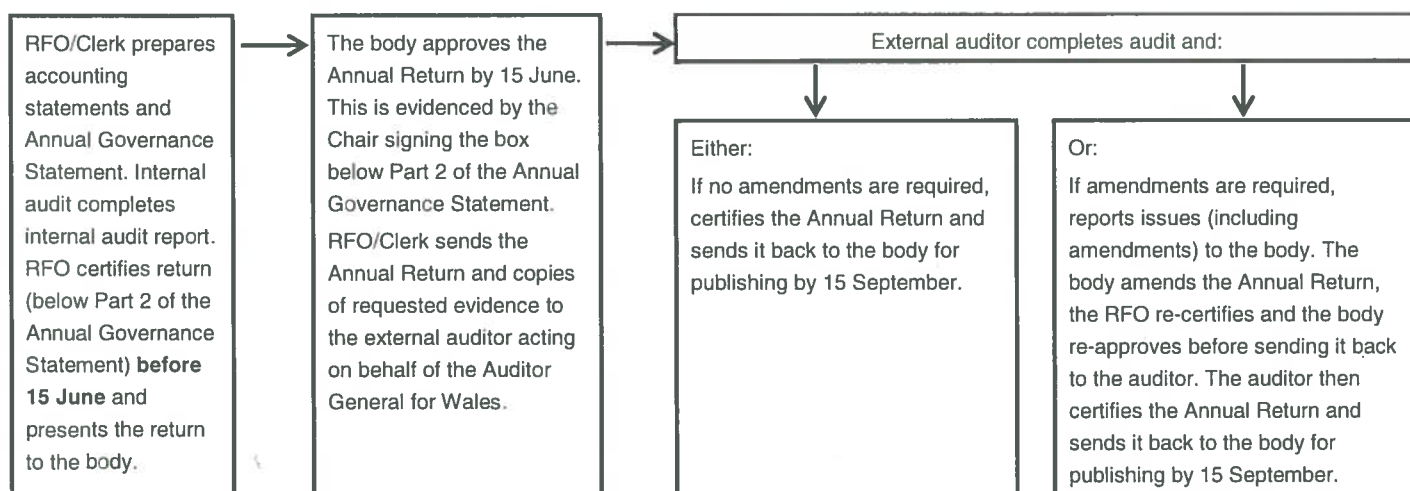 RFO/Clerk prepares
accounting
statements and
Annual Governance
Statement. Internal
audit completes
internal audit report.
RFO certifies return
(below Part 2 of the
Annual Governance
Statement) before
15 June and
presents the return
to the body.
The body approves the
Annual Return by 15 June.
This is evidenced by the
Chair signing the box
below Part 2 of the Annual
Governance Statement.
RFO/Clerk sends the
Annual Return and copies
of requested evidence to
the external auditor acting
on behalf of the Auditor
General for Wales.
External auditor completes audit and:
Either:
If no amendments are required,
certifies the Annual Return and
sends it back to the body for
publishing by 15 September.
Or:
If amendments are required,
reports issues (including
amendments) to the body. The
body amends the Annual Return,
the RFO re-certifies and the body
re-approves before sending it back
to the auditor. The auditor then
certifies the Annual Return and
sends it back to the body for
publishing by 15 September.